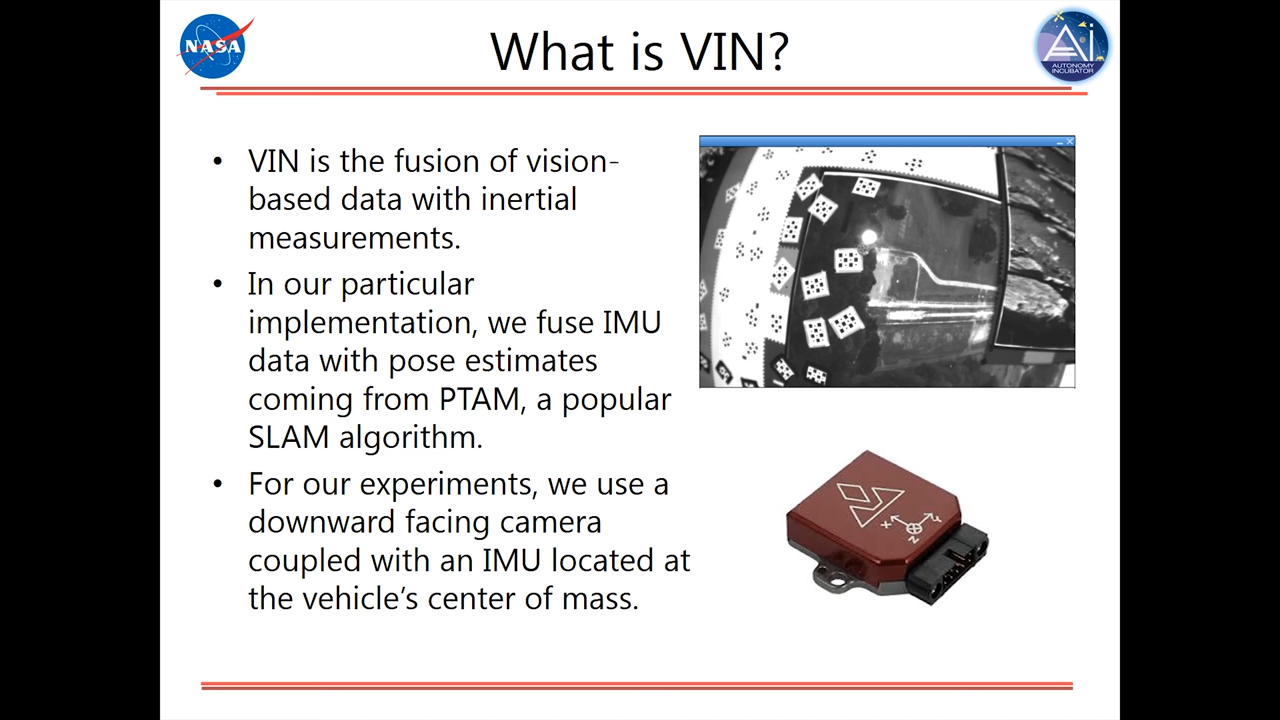 NASA
What is VIN?
AUTONOMY
INCUBATOR
• VIN is the fusion of vision-
based data with inertial
measurements.
• In our particular
implementation, we fuse IMU
data with pose estimates
coming from PTAM, a popular
SLAM algorithm.
• For our experiments, we use a
downward facing camera
coupled with an IMU located at
the vehicle's center of mass.
X
Y
Z